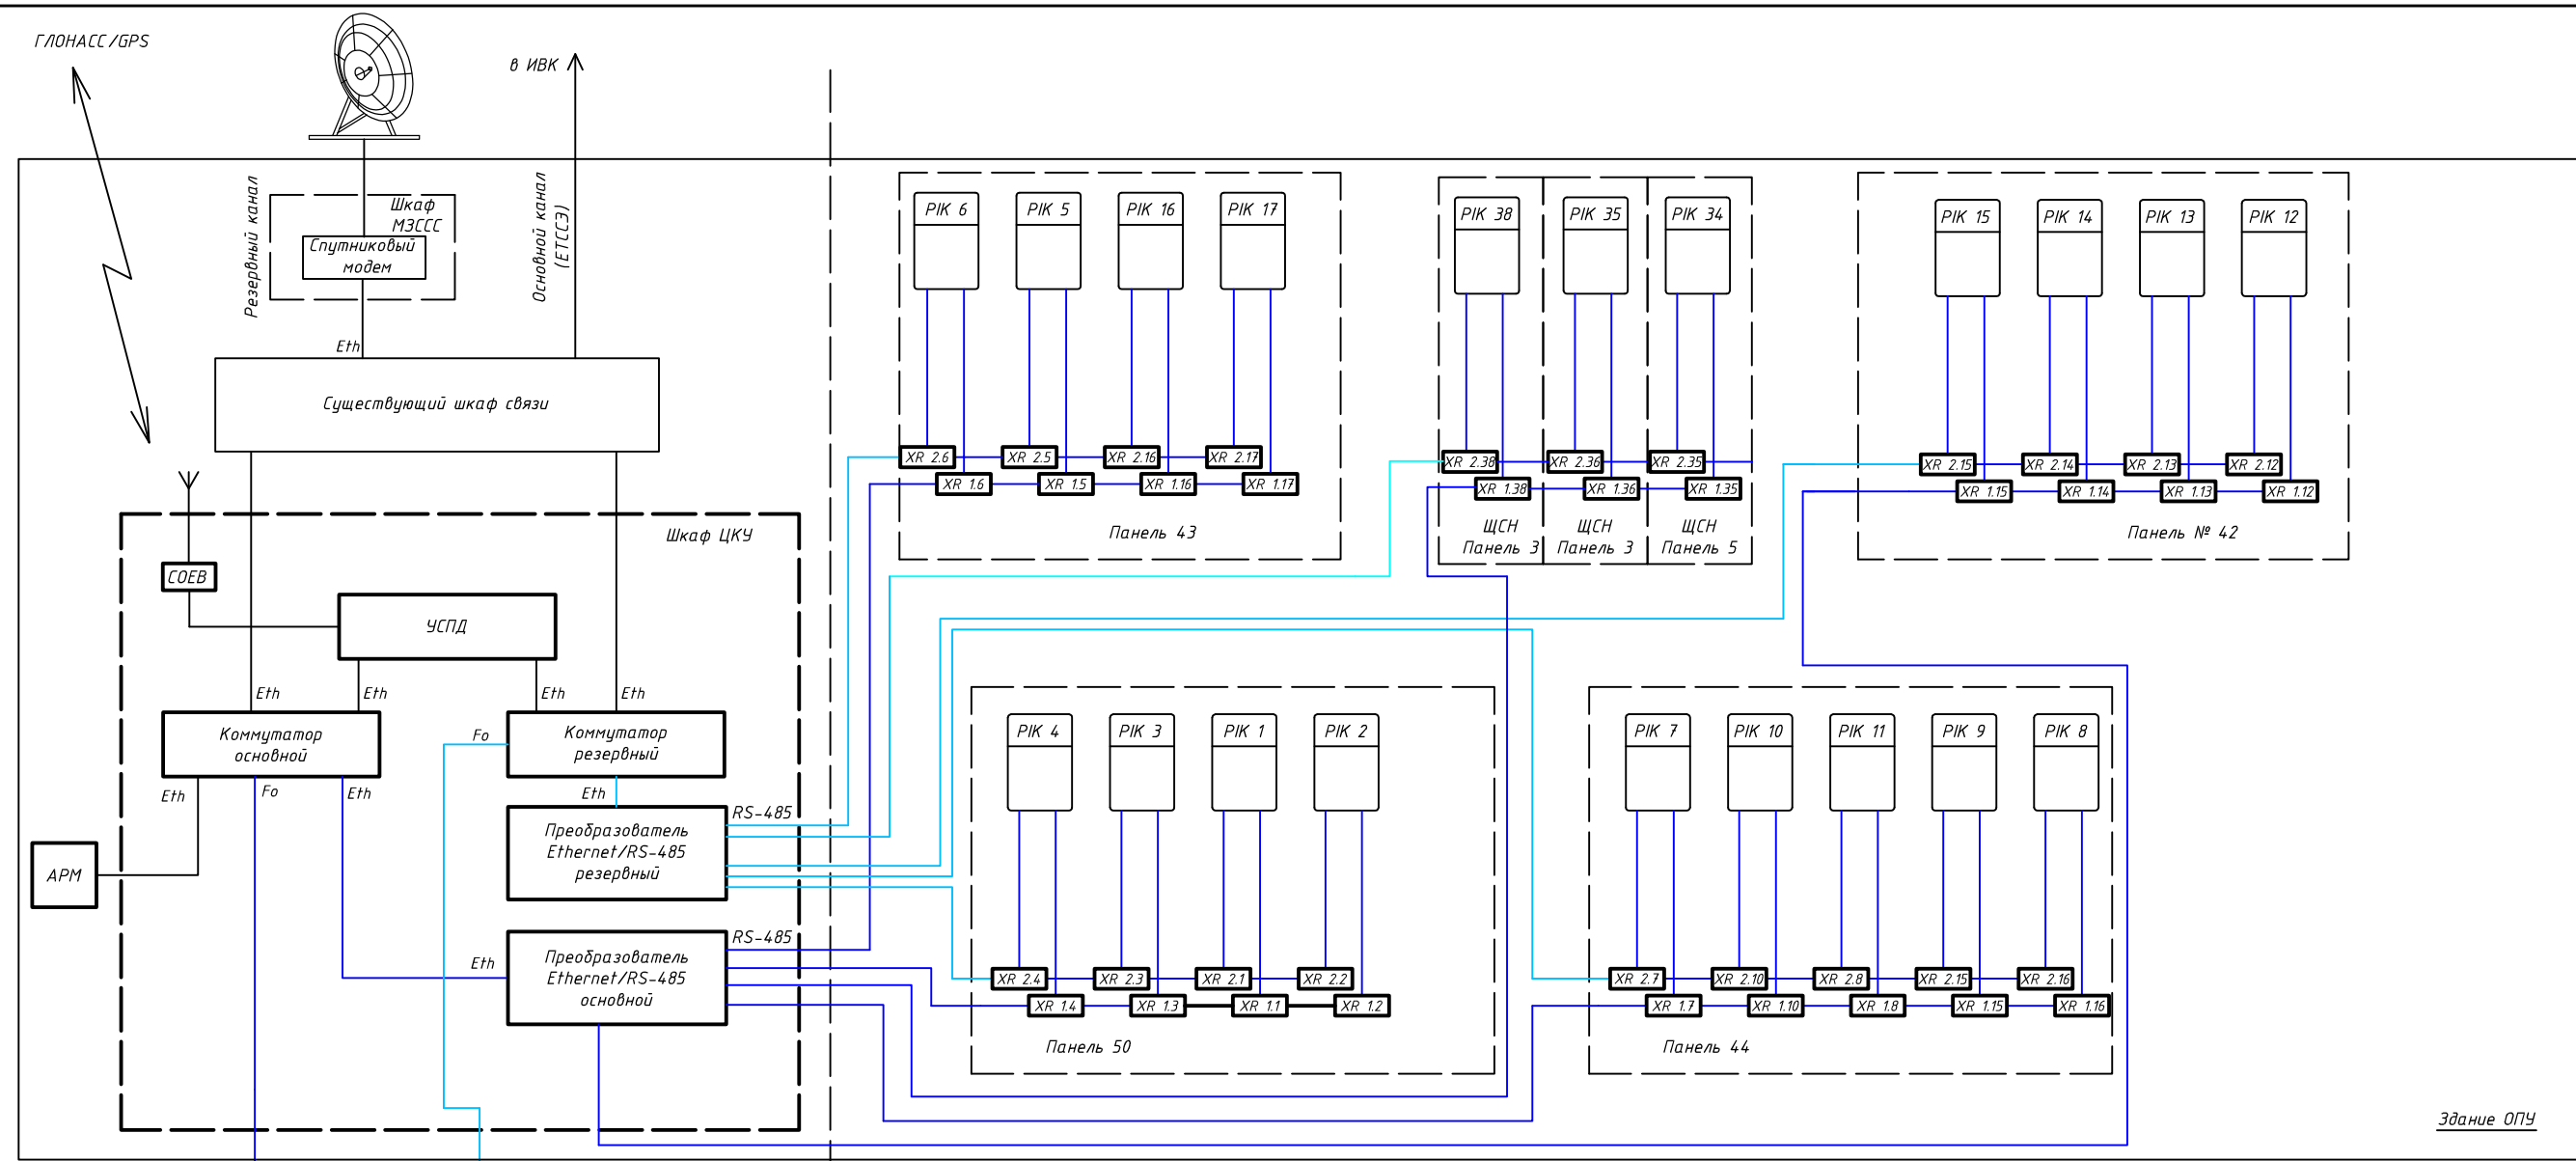 ГЛОНАСС/GPS
в ИВК
Резервный канал
Основной канал
(ЕТССЭ)
Шкаф
МЗССС
Спутниковый
модем
Eth
Существующий шкаф связи
Шкаф ЦКУ
СОЕВ
УСПД
Eth
Eth
Eth
Eth
Коммутатор
основной
Fo
Коммутатор
резервный
Eth
Fo
Eth
Eth
RS-485
Преобразователь
Ethernet/RS-485
резервный
АРМ
RS-485
Eth
Преобразователь
Ethernet/RS-485
основной
PIK 6
PIK 5
PIK 16
PIK 17
XR 2.6
XR 2.5
XR 2.16
XR 2.17
XR 1.6
XR 1.5
XR 1.16
XR 1.17
Панель 43
PIK 38
PIK 35
PIK 34
XR 2.38
XR 2.36
XR 2.35
XR 1.38
XR 1.36
XR 1.35
ЩСН
Панель 3
ЩСН
Панель 3
ЩСН
Панель 5
PIK 15
PIK 14
PIK 13
PIK 12
XR 2.15
XR 2.14
XR 2.13
XR 2.12
XR 1.15
XR 1.14
XR 1.13
XR 1.12
Панель № 42
PIK 4
PIK 3
PIK 1
PIK 2
XR 2.4
XR 2.3
XR 2.1
XR 2.2
XR 1.4
XR 1.3
XR 1.1
XR 1.2
Панель 50
PIK 7
PIK 10
PIK 11
PIK 9
PIK 8
XR 2.7
XR 2.10
XR 2.8
XR 2.15
XR 2.16
XR 1.7
XR 1.10
XR 1.8
XR 1.15
XR 1.16
Панель 44
Здание ОПУ